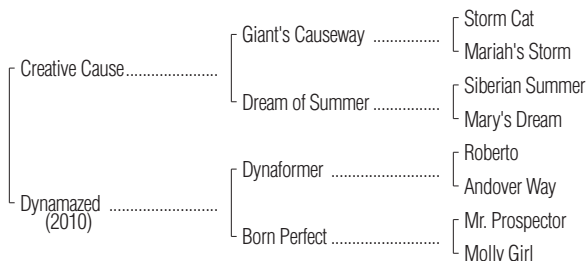 Storm Cat
Giant's Causeway ................
Mariah's Storm
Creative Cause......................
Siberian Summer
Dream of Summer ................
Mary's Dream
Roberto
Dynaformer .........................
Andover Way
Dynamazed ..........................
(2010)
Mr. Prospector
Born Perfect .........................
Molly Girl